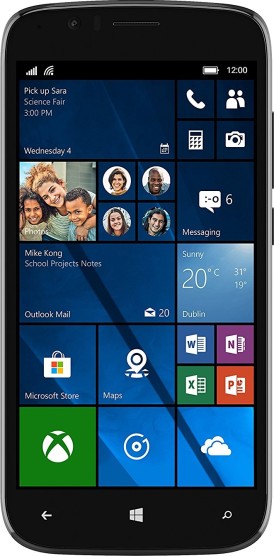 12:00
Pick up Sara
Science Fair
3:00 PM
Wednesday 4
Photos
6
Messaging
Mike Kong
School Projects Notes
Outlook Mail
20
Sunny
20°C
31°
19°
Dublin
Microsoft Store
Maps
W
N
X
P